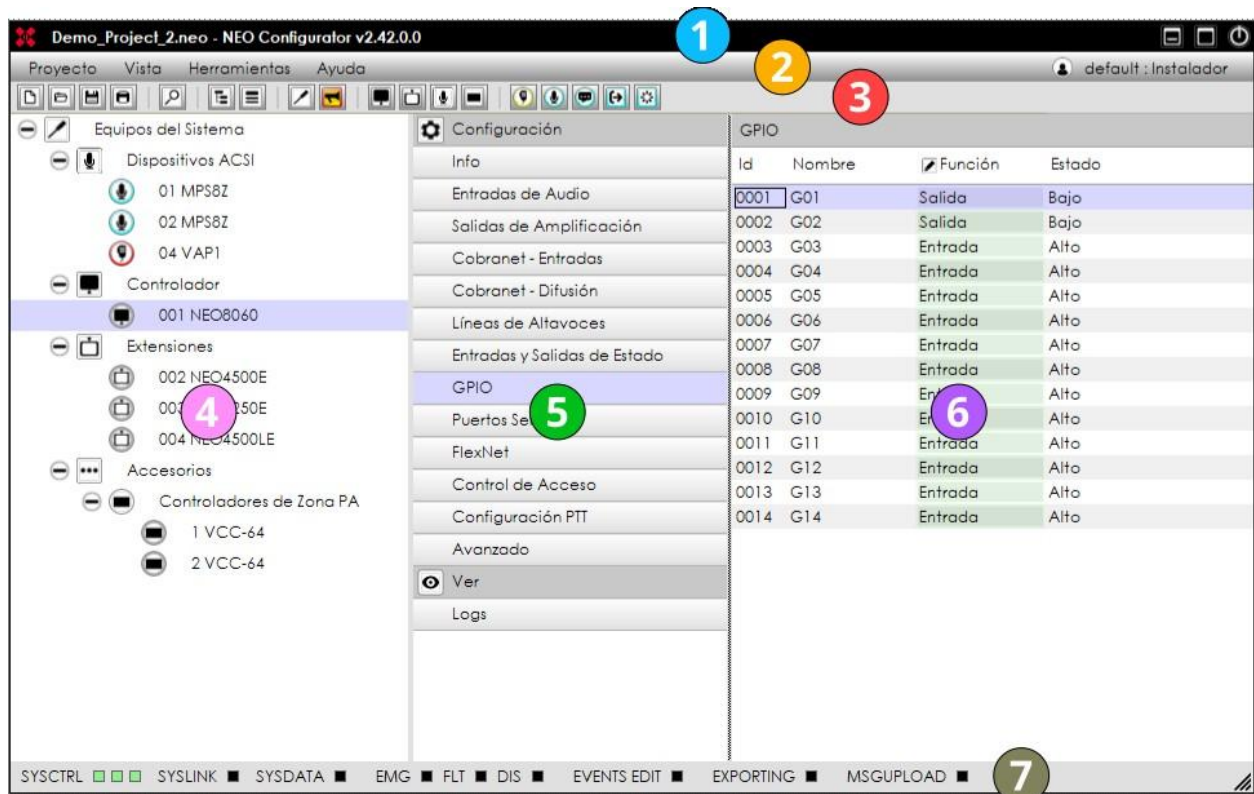 Demo_Project_2.neo - NEO Configurator v2.42.0.0
1
Proyecto Vista Herramientas Ayuda
2
default : Instalador
3
Equipos del Sistema
Dispositivos ACSI
01 MPS8Z
02 MPS8Z
04 VAP1
Controlador
001 NEO8060
Extensiones
002 NEO4500E
4
004 NEO4500LE
Accesorios
Controladores de Zona PA
1 VCC-64
2 VCC-64
Configuración
Info
Entradas de Audio
Salidas de Amplificación
Cobranet - Entradas
Cobranet - Difusión
Líneas de Altavoces
Entradas y Salidas de Estado
GPIO
5
Puertos
FlexNet
Control de Acceso
Configuración PTT
Avanzado
Ver
Logs
GPIO
Id Nombre Función Estado
0001 G01 Salida Bajo
0002 G02 Salida Bajo
0003 G03 Entrada Alto
0004 G04 Entrada Alto
0005 G05 Entrada Alto
0006 G06 Entrada Alto
0007 G07 Entrada Alto
0008 G08 Entrada Alto
0009 G09 Alto
6
0010 G10 Alto
0011 G11 Entrada Alto
0012 G12 Entrada Alto
0013 G13 Entrada Alto
0014 G14 Entrada Alto
SYSCTRL SYSLINK SYSDATA EMG FLT DIS EVENTS EDIT EXPORTING MSGUPLOAD
7